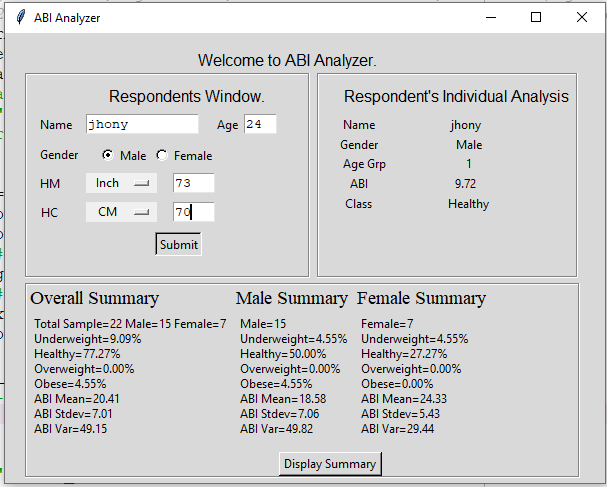 ABI Analyzer
Welcome to ABI Analyzer.
Respondents Window.
Name jhony Age 24
Gender Male Female
HM Inch 73
HC CM 70
Submit
Respondent's Individual Analysis
Name jhony
Gender Male
Age Grp 1
ABI 9.72
Class Healthy
Overall Summary
Total Sample=22 Male=15 Female=7
Underweight=9.09%
Healthy=77.27%
Overweight=0.00%
Obese=4.55%
ABI Mean=20.41
ABI Stdev=7.01
ABI Var=49.15
Male Summary
Male=15
Underweight=4.55%
Healthy=50.00%
Overweight=0.00%
Obese=4.55%
ABI Mean=18.58
ABI Stdev=7.06
ABI Var=49.82
Female Summary
Female=7
Underweight=4.55%
Healthy=27.27%
Overweight=0.00%
Obese=0.00%
ABI Mean=24.33
ABI Stdev=5.43
ABI Var=29.44
Display Summary